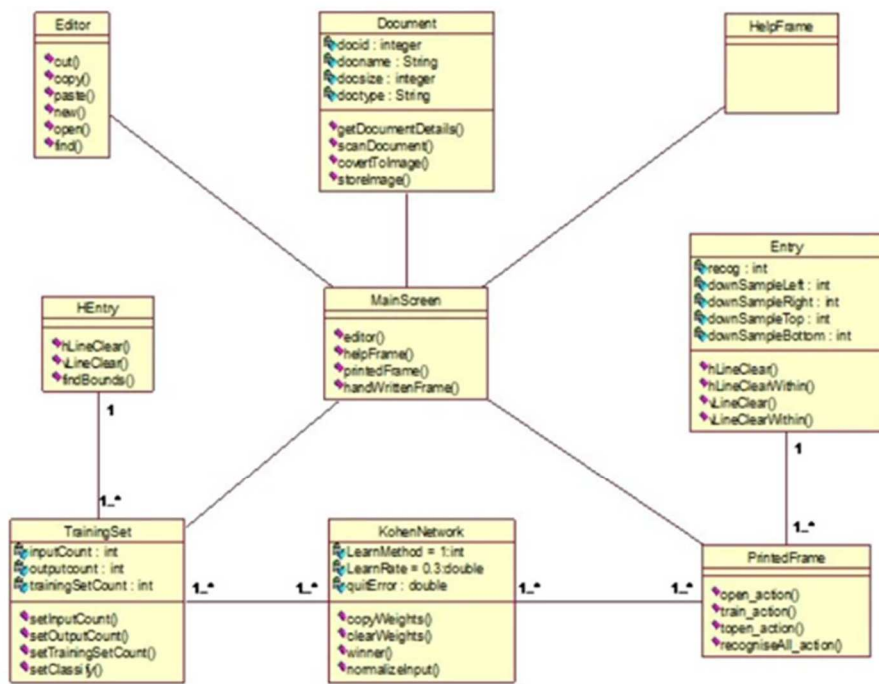 Editor
cut()
copy()
paste()
new()
open()
find()
Document
docid : integer
docname : String
docsize : integer
doctype : String
getDocumentDetails()
scanDocument()
covertToImage()
storeImage()
HelpFrame
HEntry
hLineClear()
vLineClear()
findBounds()
MainScreen
editor()
helpFrame()
printedFrame()
handWrittenFrame()
Entry
recog : int
downSampleLeft : int
downSampleRight : int
downSampleTop : int
downSampleBottom : int
hLineClear()
hLineClearWithin()
vLineClear()
vLineClearWithin()
1
1..*
1
1..*
TrainingSet
inputCount : int
outputcount : int
trainingSetCount : int
setInputCount()
setOutputCount()
setTrainingSetCount()
setClassify()
1..*
1..*
KohenNetwork
LearnMethod = 1:int
LearnRate = 0.3:double
quitError : double
copyWeights()
clearWeights()
winner()
normalizeInput()
1..*
1..*
PrintedFrame
open_action()
train_action()
topen_action()
recogniseAll_action()